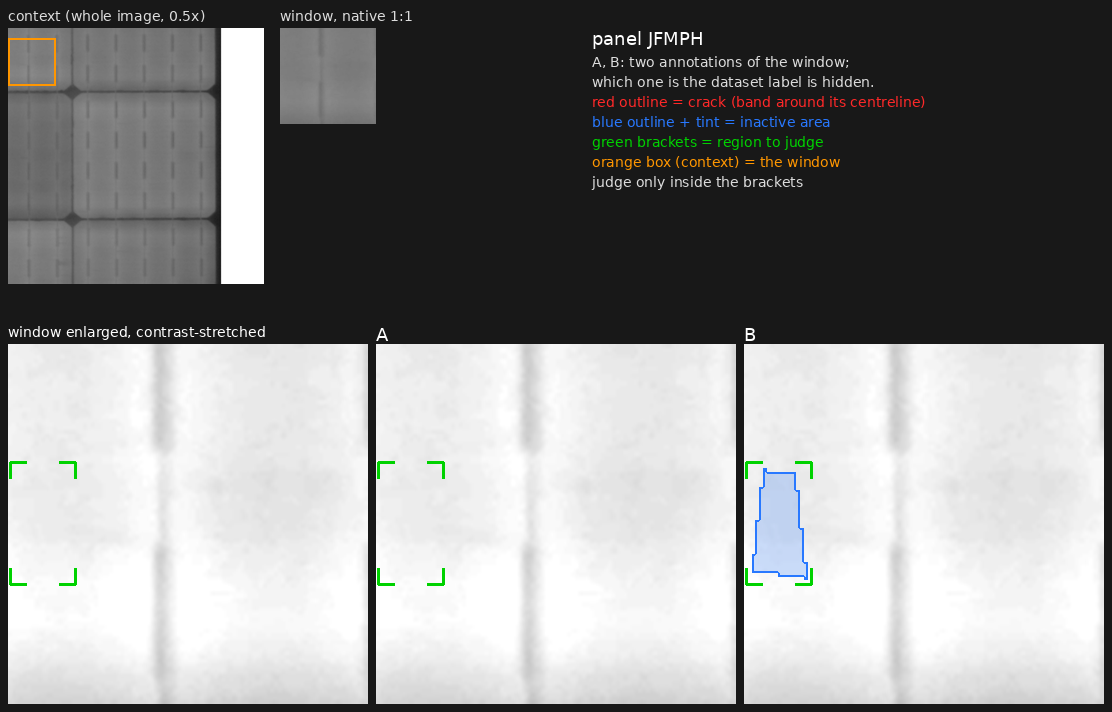 context (whole image, 0.5x)
window, native 1:1
panel JFMPH
A, B: two annotations of the window;
which one is the dataset label is hidden.
red outline = crack (band around its centreline)
blue outline + tint = inactive area
green brackets = region to judge
orange box (context) = the window
judge only inside the brackets
window enlarged, contrast-stretched
A
B